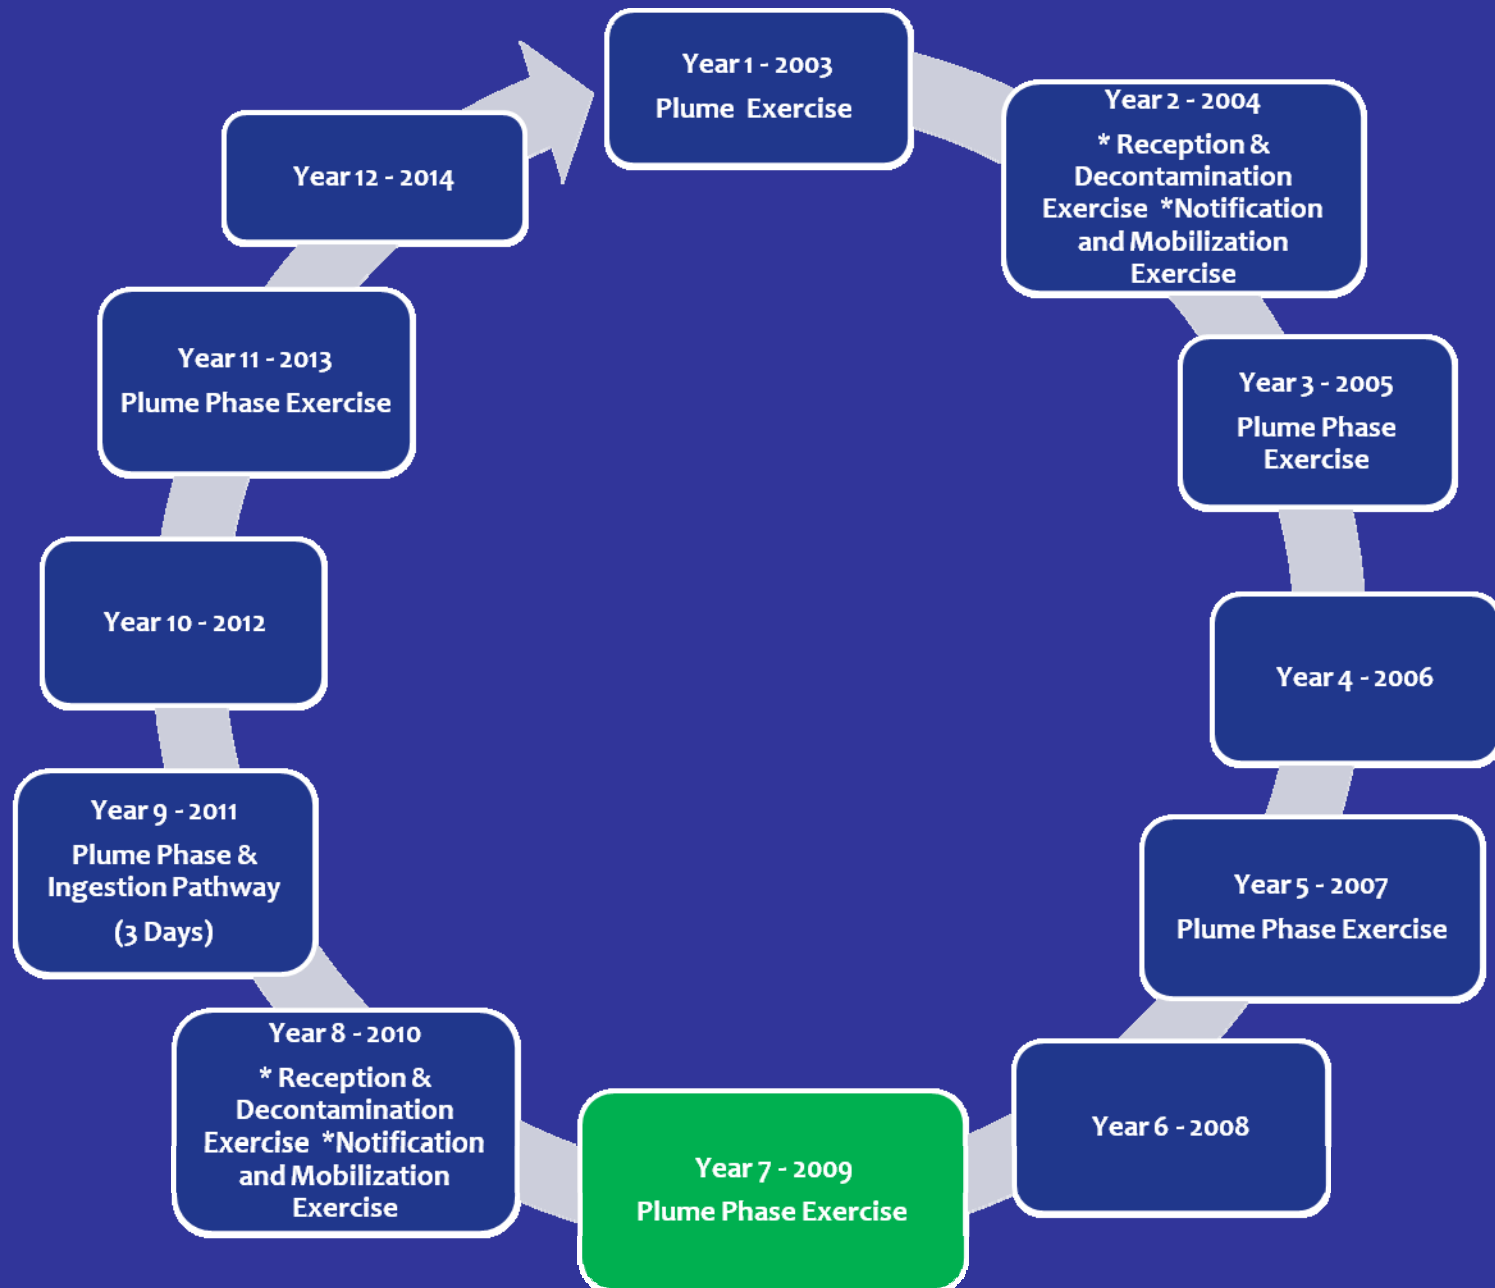 Year 1 - 2003
Plume Exercise
Year 2 - 2004
* Reception &
Decontamination
Exercise *Notification
and Mobilization
Exercise
Year 3 - 2005
Plume Phase
Exercise
Year 4 - 2006
Year 5 - 2007
Plume Phase Exercise
Year 6 - 2008
Year 7 - 2009
Plume Phase Exercise
Year 8 - 2010
* Reception &
Decontamination
Exercise *Notification
and Mobilization
Exercise
Year 9 - 2011
Plume Phase &
Ingestion Pathway
(3 Days)
Year 10 - 2012
Year 11 - 2013
Plume Phase Exercise
Year 12 - 2014